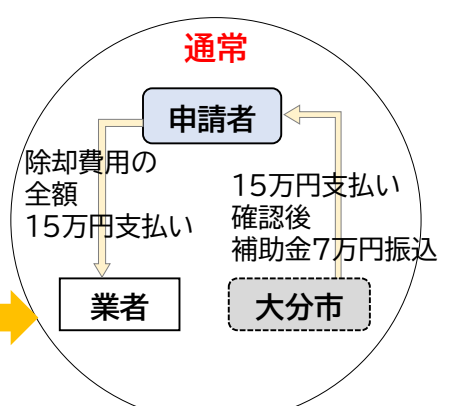 通常
申請者
除却費用の
全額
15万円支払い
15万円支払い
確認後
補助金7万円振込
業者
大分市